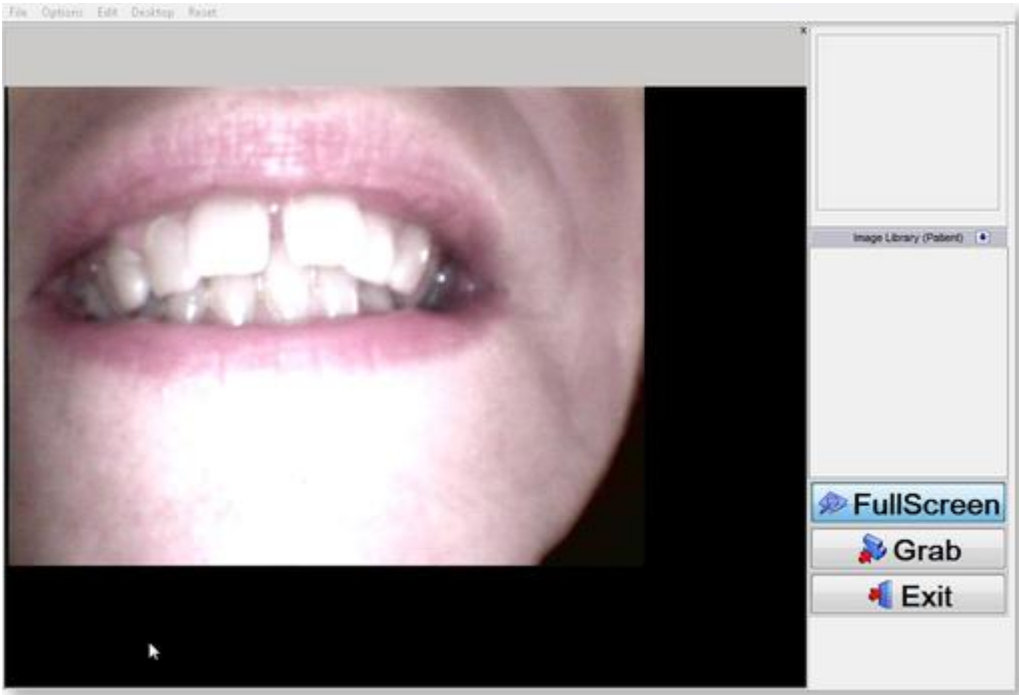 File Options Edit Desktop Reset
x
Image Library (Patient)
FullScreen
Grab
Exit